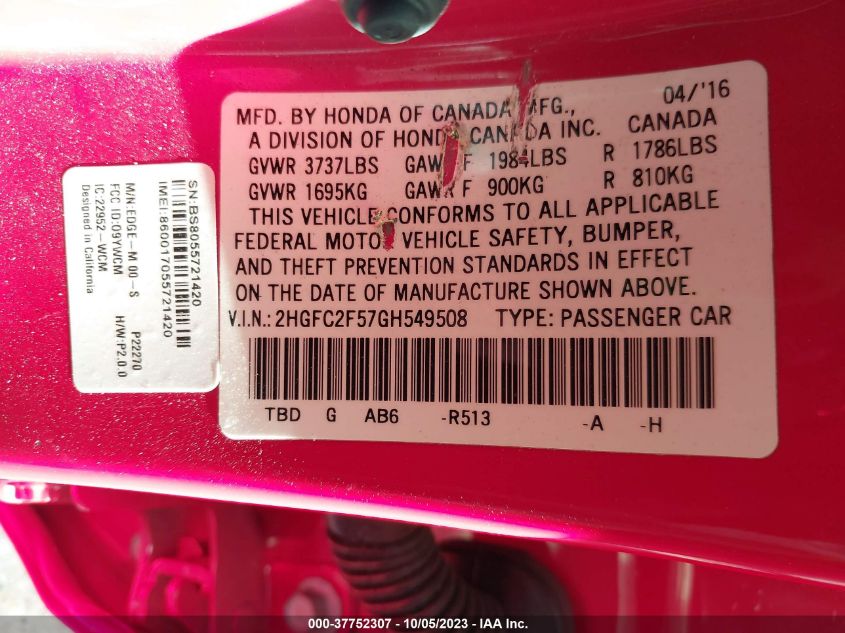 MFD. BY HONDA OF CANADA MFG., 04/'16
A DIVISION OF HONDA CANADA INC. CANADA
GVWR 3737LBS GAWR F 1984LBS R 1786LBS
GVWR 1695KG GAWR F 900KG R 810KG
THIS VEHICLE CONFORMS TO ALL APPLICABLE
FEDERAL MOTOR VEHICLE SAFETY, BUMPER,
AND THEFT PREVENTION STANDARDS IN EFFECT
ON THE DATE OF MANUFACTURE SHOWN ABOVE.
V.I.N.: 2HGFC2F57GH549508 TYPE: PASSENGER CAR
TBD G AB6 -R513 -A -H
SN:BS8055721420
IMEI:860017055721420
M/N:EDGE-M 00-S P22270
FCC ID:O9YWCM H/W:P2.0.0
IC:22952-WCM
Designed in California
000-37752307 - 10/05/2023 - IAA Inc.